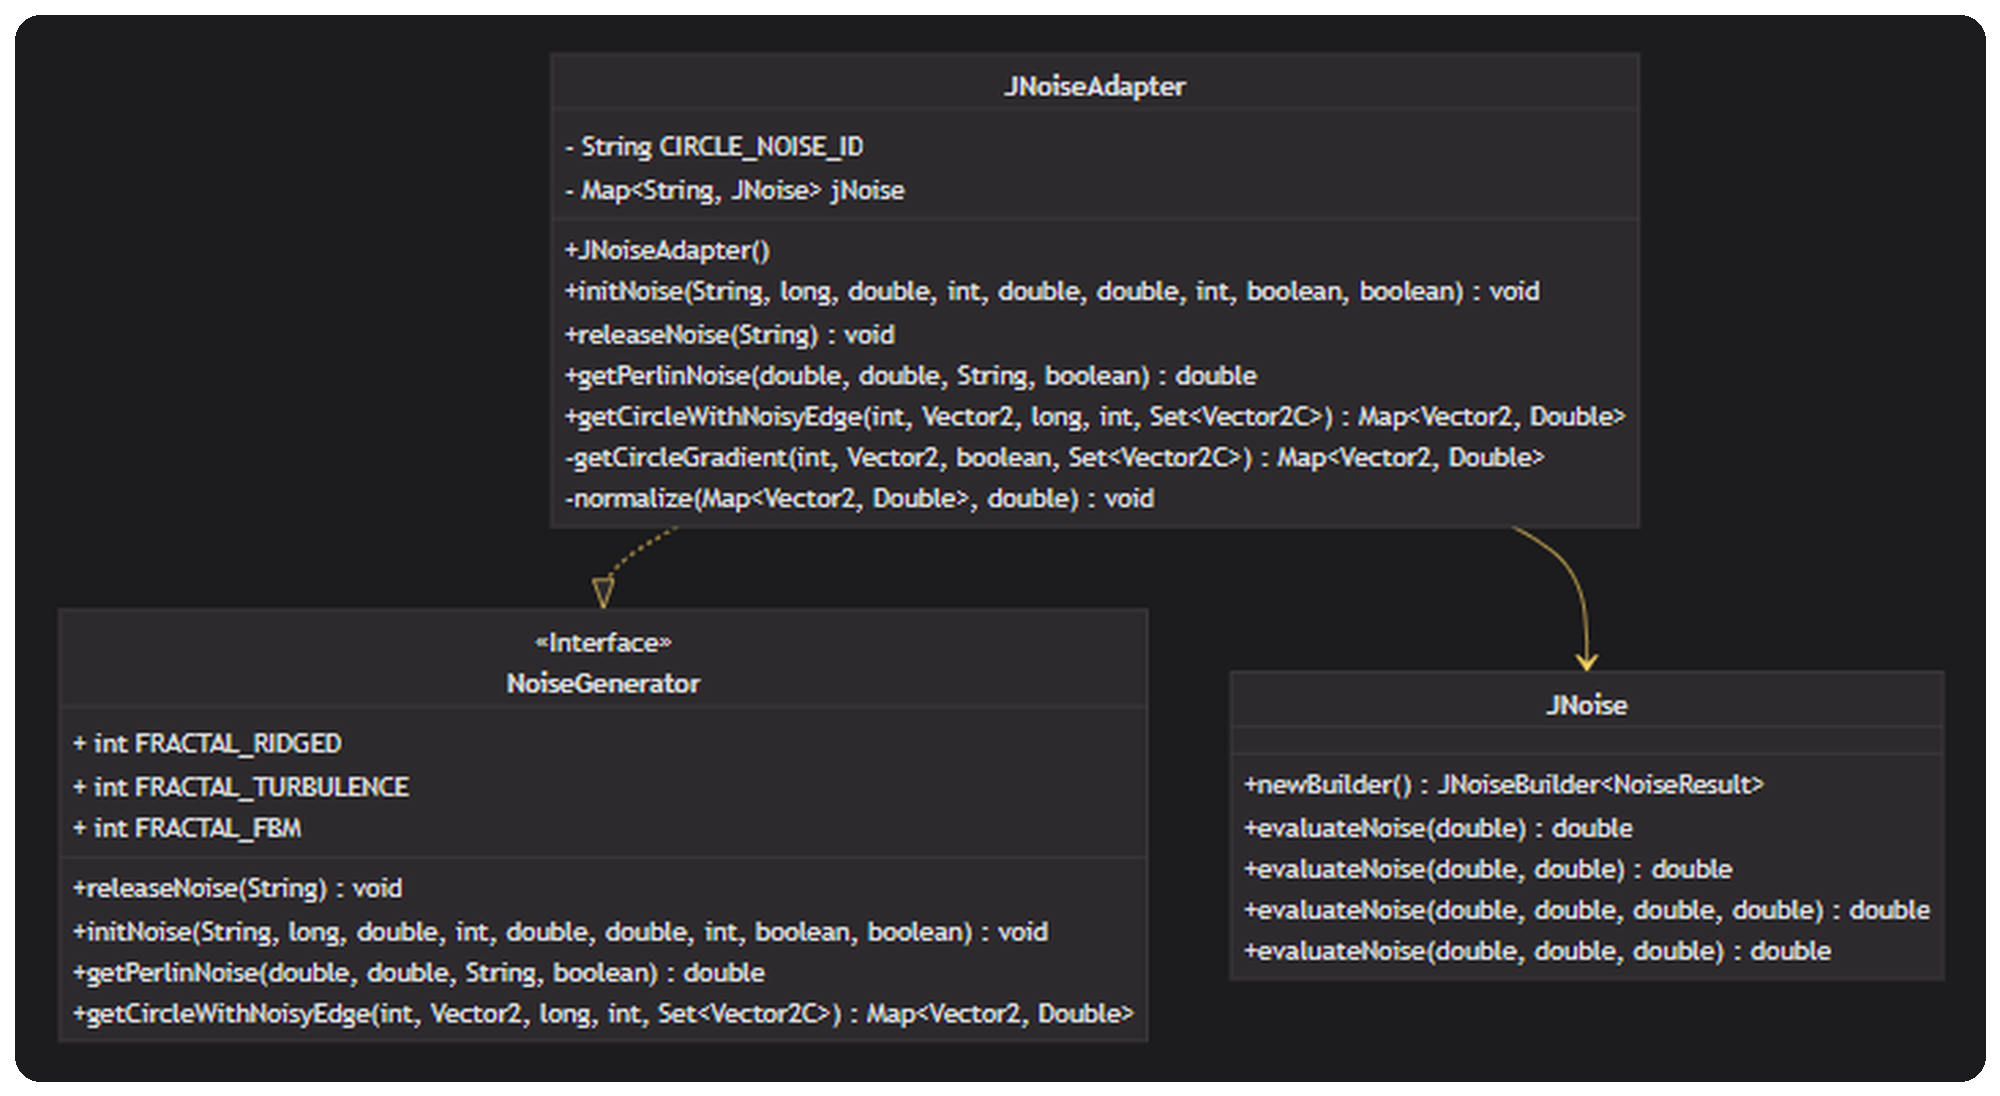 JNoiseAdapter
- String CIRCLE_NOISE_ID
- Map<String, JNoise> jNoise
+JNoiseAdapter()
+initNoise(String, long, double, int, double, double, int, boolean, boolean) : void
+releaseNoise(String) : void
+getPerlinNoise(double, double, String, boolean) : double
+getCircleWithNoisyEdge(int, Vector2, long, int, Set<Vector2C>) : Map<Vector2, Double>
-getCircleGradient(int, Vector2, boolean, Set<Vector2C>) : Map<Vector2, Double>
-normalize(Map<Vector2, Double>, double) : void
«Interface»
NoiseGenerator
+ int FRACTAL_RIDGED
+ int FRACTAL_TURBULENCE
+ int FRACTAL_FBM
+releaseNoise(String) : void
+initNoise(String, long, double, int, double, double, int, boolean, boolean) : void
+getPerlinNoise(double, double, String, boolean) : double
+getCircleWithNoisyEdge(int, Vector2, long, int, Set<Vector2C>) : Map<Vector2, Double>
JNoise
+newBuilder() : JNoiseBuilder<NoiseResult>
+evaluateNoise(double) : double
+evaluateNoise(double, double) : double
+evaluateNoise(double, double, double, double) : double
+evaluateNoise(double, double, double) : double